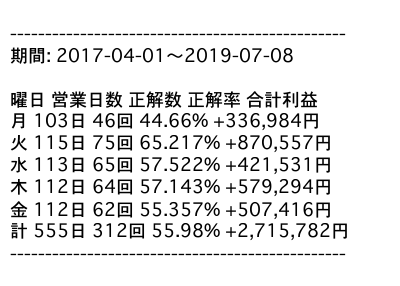 ------------------------------------------------
期間: 2017-04-01〜2019-07-08
曜日 営業日数 正解数 正解率 合計利益
月 103日 46回 44.66% +336,984円
火 115日 75回 65.217% +870,557円
水 113日 65回 57.522% +421,531円
木 112日 64回 57.143% +579,294円
金 112日 62回 55.357% +507,416円
計 555日 312回 55.98% +2,715,782円
------------------------------------------------